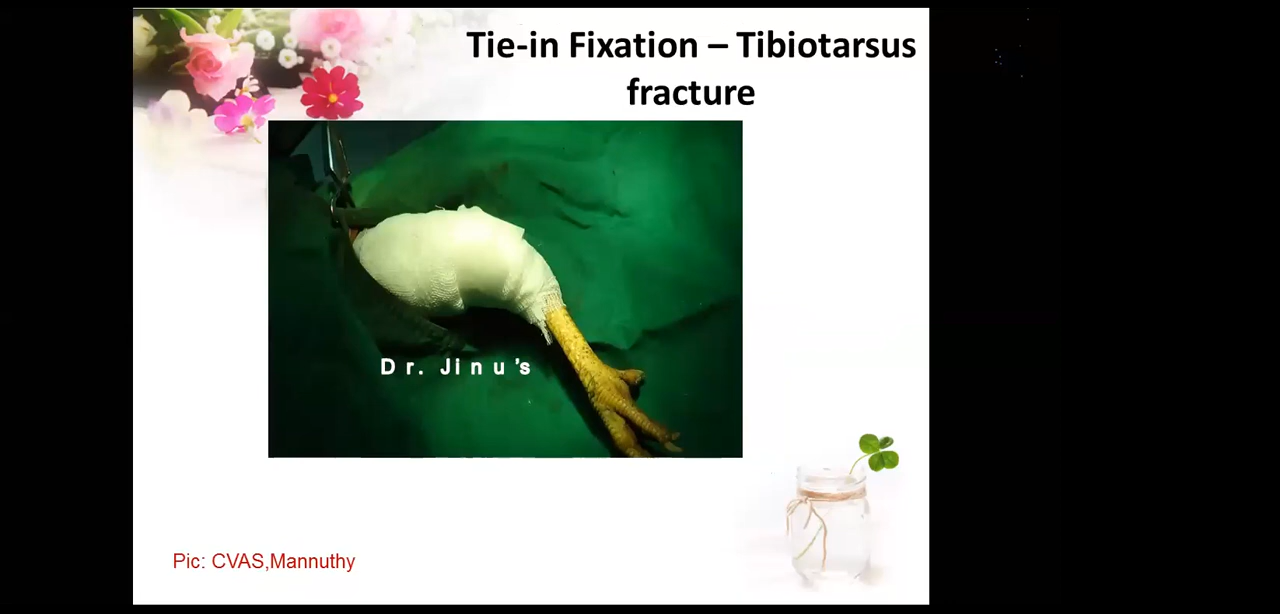 Tie-in Fixation – Tibiotarsus
fracture
Dr. Jinu's
Pic: CVAS,Mannuthy